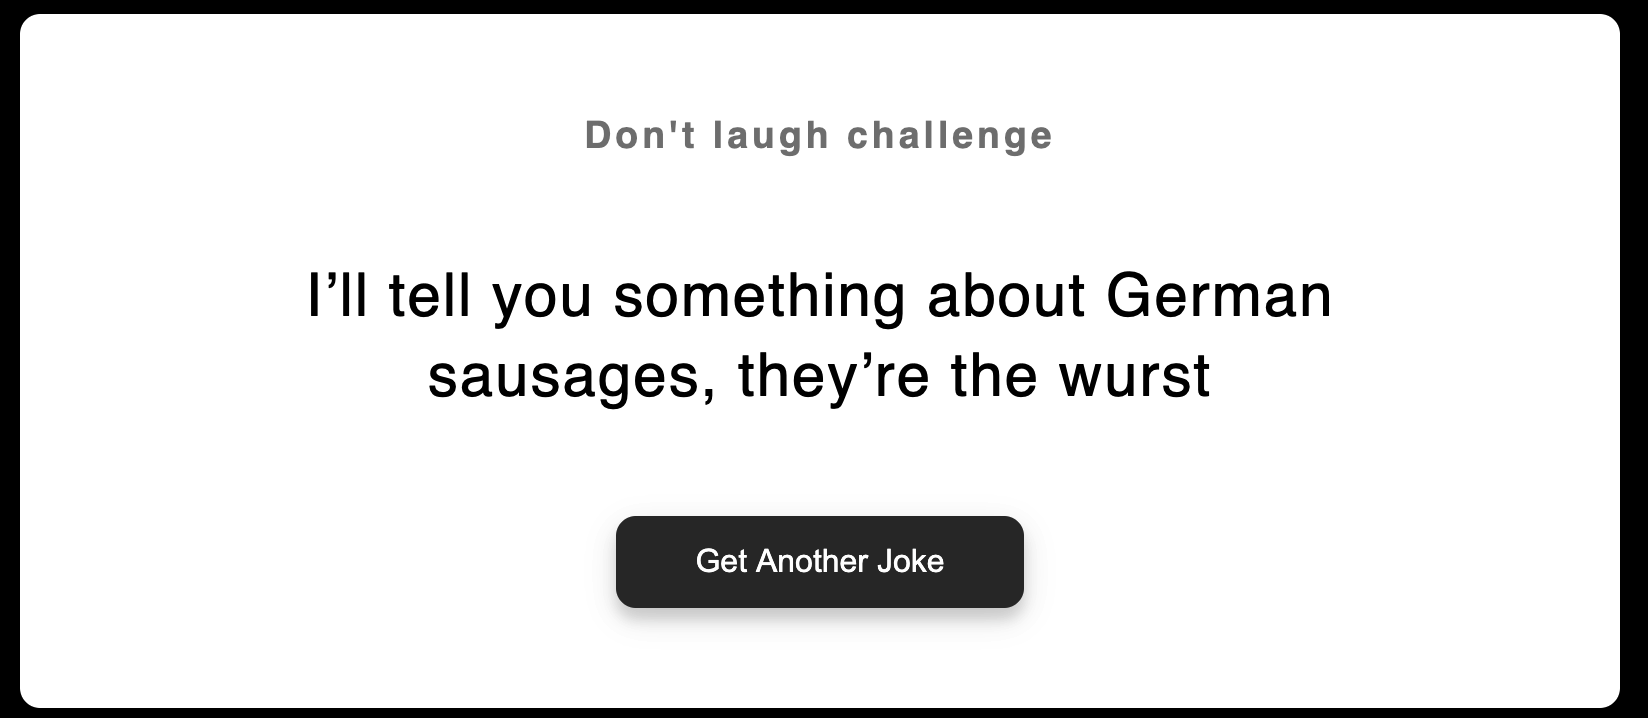 Don't laugh challenge
I’ll tell you something about German
sausages, they’re the wurst
Get Another Joke